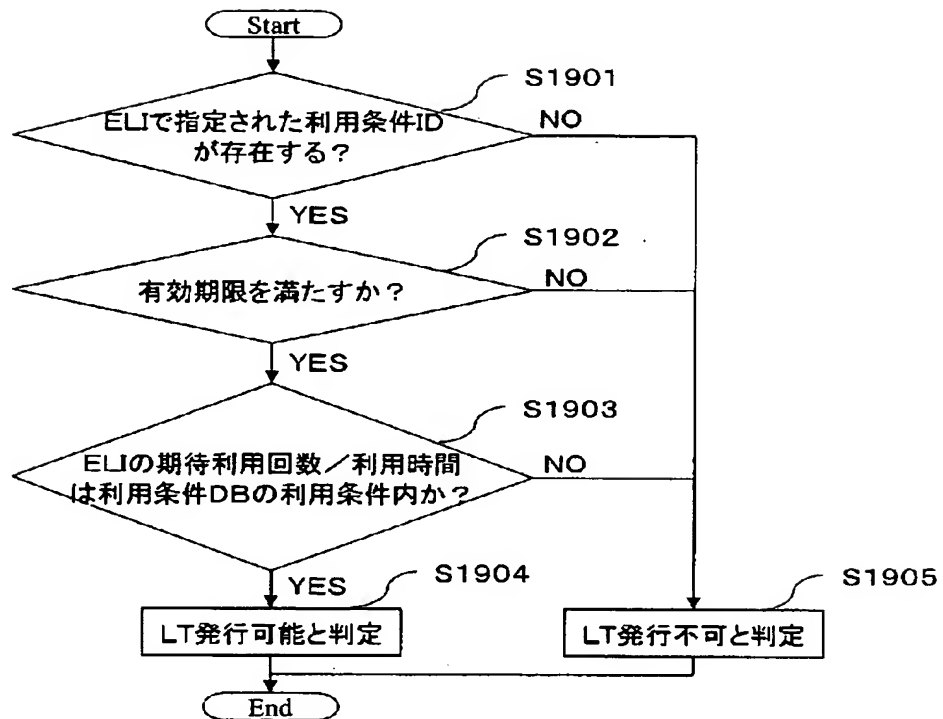 Start
S1901
ELIで指定された利用条件ID
が存在する?
NO
YES
S1902
有効期限を満たすか?
NO
YES
S1903
ELIの期待利用回数/利用時間
は利用条件DBの利用条件内か?
NO
YES
S1904
S1905
LT発行可能と判定
LT発行不可と判定
End